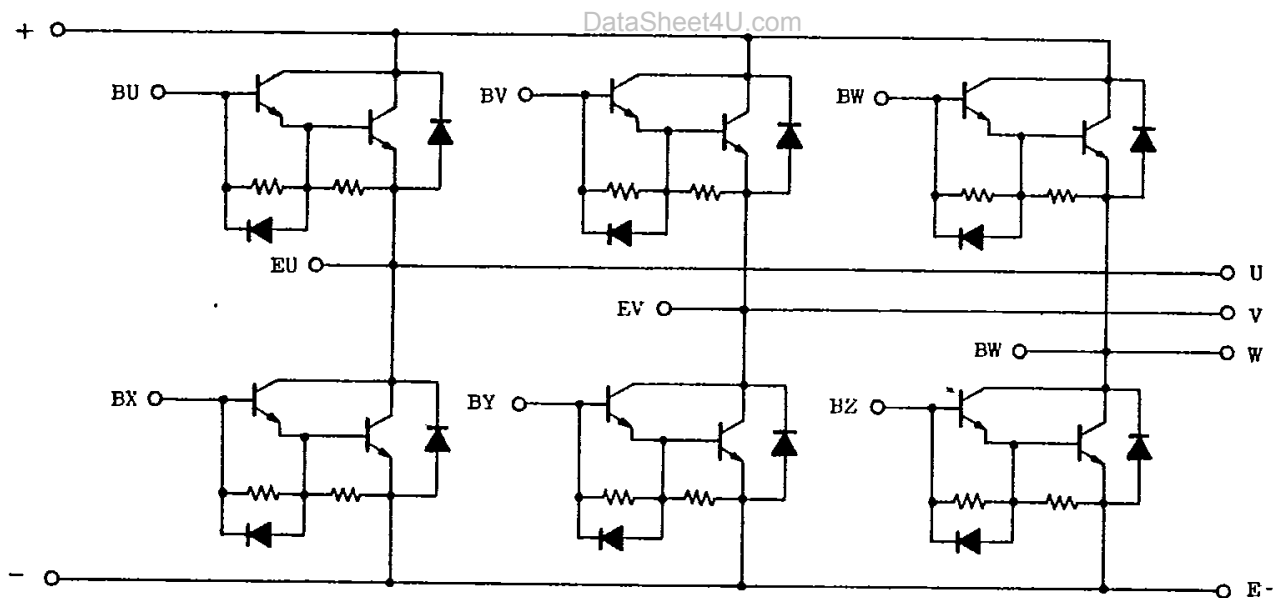 DataSheet4U.com
+
BU BV BW
EU U
EV V
BW W
BX BY BZ
- E-